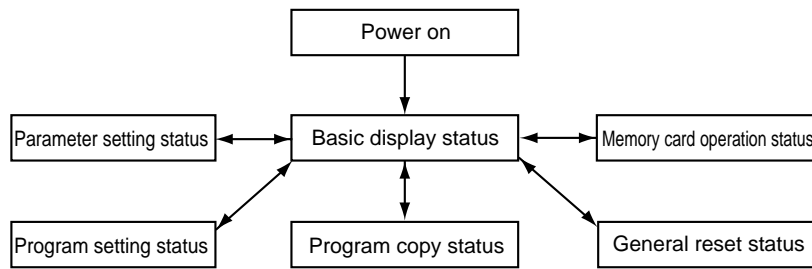 Power on
Parameter setting status
Basic display status
Memory card operation status
Program setting status
Program copy status
General reset status